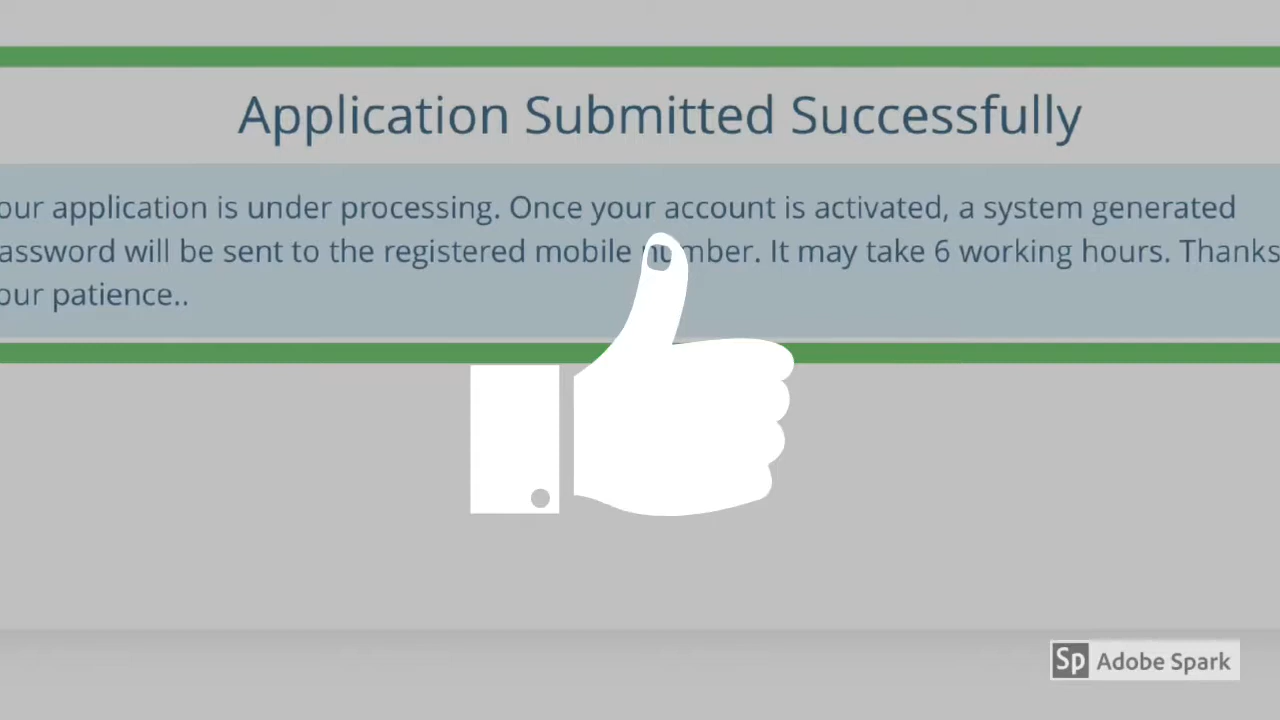 Application Submitted Successfully
our application is under processing. Once your account is activated, a system generated
assword will be sent to the registered mobile number. It may take 6 working hours. Thanks
our patience..
Sp Adobe Spark